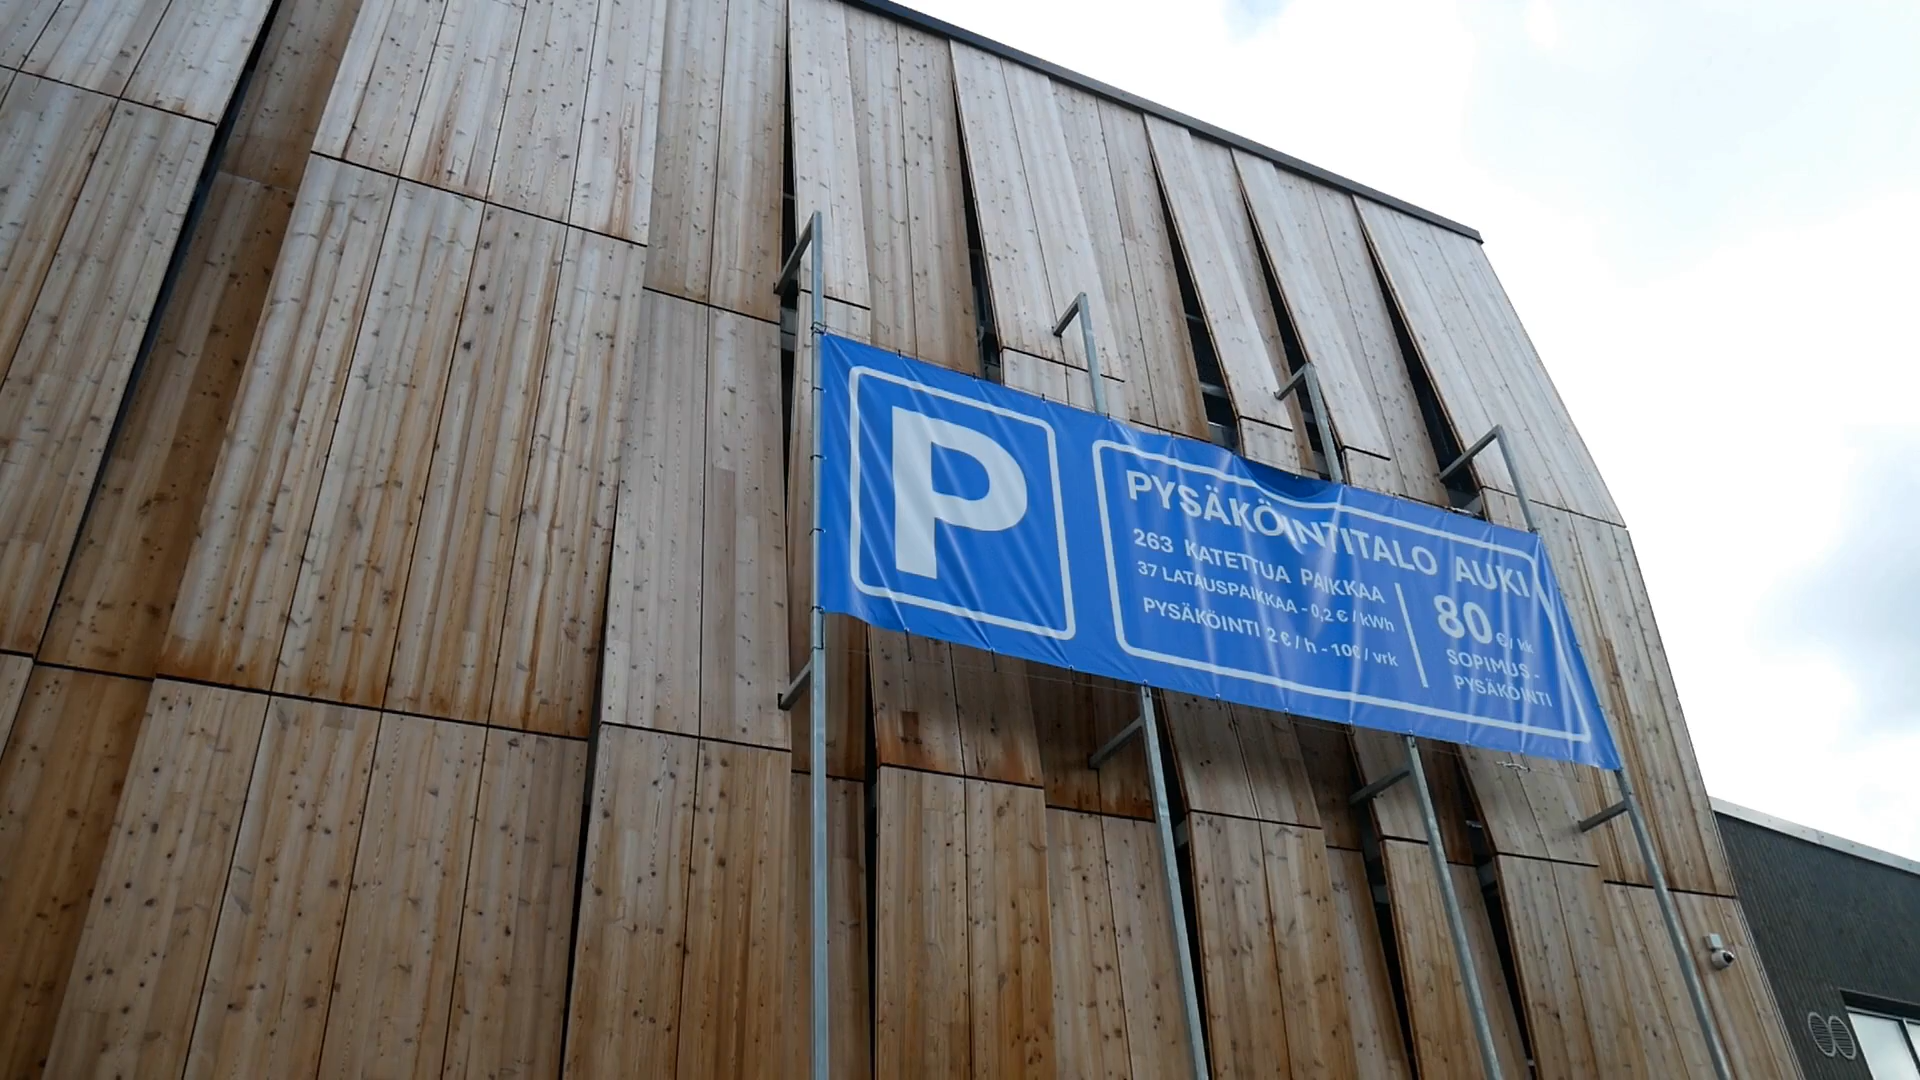 P
PYSÄKÖINTITALO AUKI
263 KATETTUA PAIKKAA
37 LATAUSPAIKKAA - 0,2 € / kWh
PYSÄKÖINTI 2 € / h - 10€ / vrk
80 € / kk
SOPIMUS-
PYSÄKÖINTI